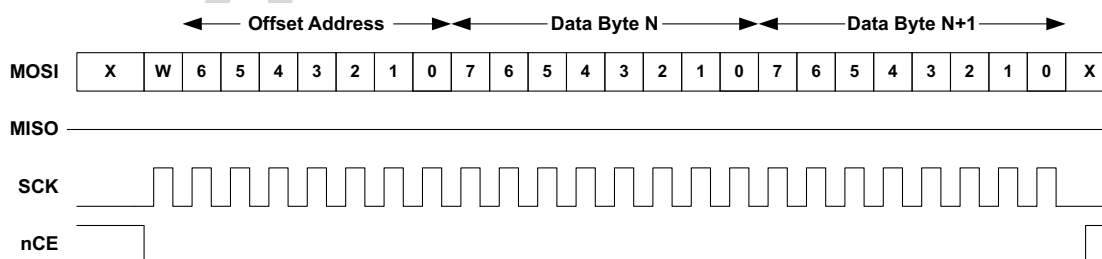 Offset Address Data Byte N Data Byte N+1
MOSI X W 6 5 4 3 2 1 0 7 6 5 4 3 2 1 0 7 6 5 4 3 2 1 0 X
MISO
SCK
nCE